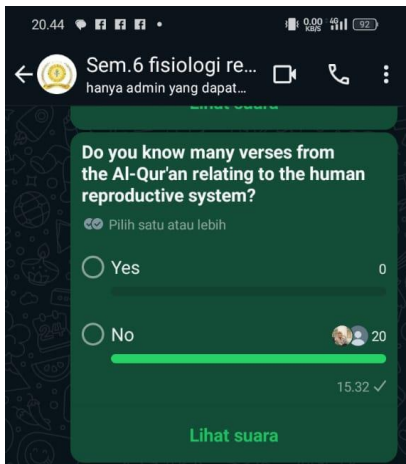 20.44
0.00 KB/S 4G 92
Sem.6 fisiologi re...
hanya admin yang dapat...
Lihat suara
Do you know many verses from
the Al-Qur'an relating to the human
reproductive system?
Pilih satu atau lebih
Yes 0
No 20
15.32
Lihat suara